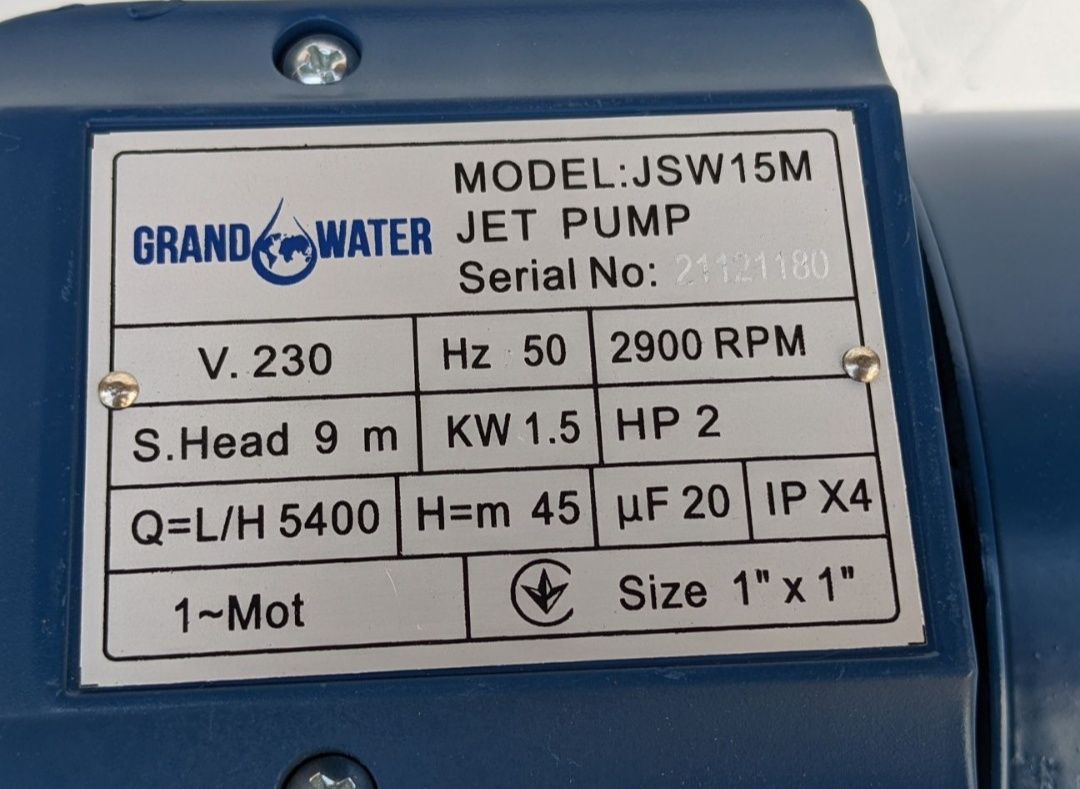 GRAND WATER
MODEL:JSW15M
JET PUMP
Serial No: 21121180
V. 230 Hz 50 2900 RPM
S.Head 9 m KW 1.5 HP 2
Q=L/H 5400 H=m 45 µF 20 IP X4
1~Mot Size 1" x 1"